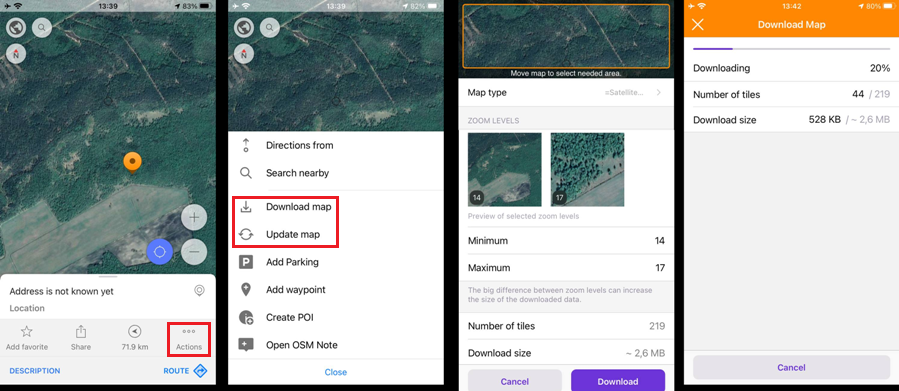 13:39
N
Address is not known yet
Location
Add favorite
Share
71.9 km
Actions
DESCRIPTION
ROUTE
13:39
82%
N
Directions from
Search nearby
Download map
Update map
Add Parking
Add waypoint
Create POI
Open OSM Note
Close
Move map to select needed area.
Map type =Satellite..
ZOOM LEVELS
14
17
Preview of selected zoom levels
Minimum 14
Maximum 17
The big difference between zoom levels can increase
the size of the downloaded data.
Number of tiles 219
Download size ~ 2,6 MB
Cancel
Download
13:42
80%
Download Map
Downloading 20%
Number of tiles 44 / 219
Download size 528 KB / ~ 2,6 MB
Cancel